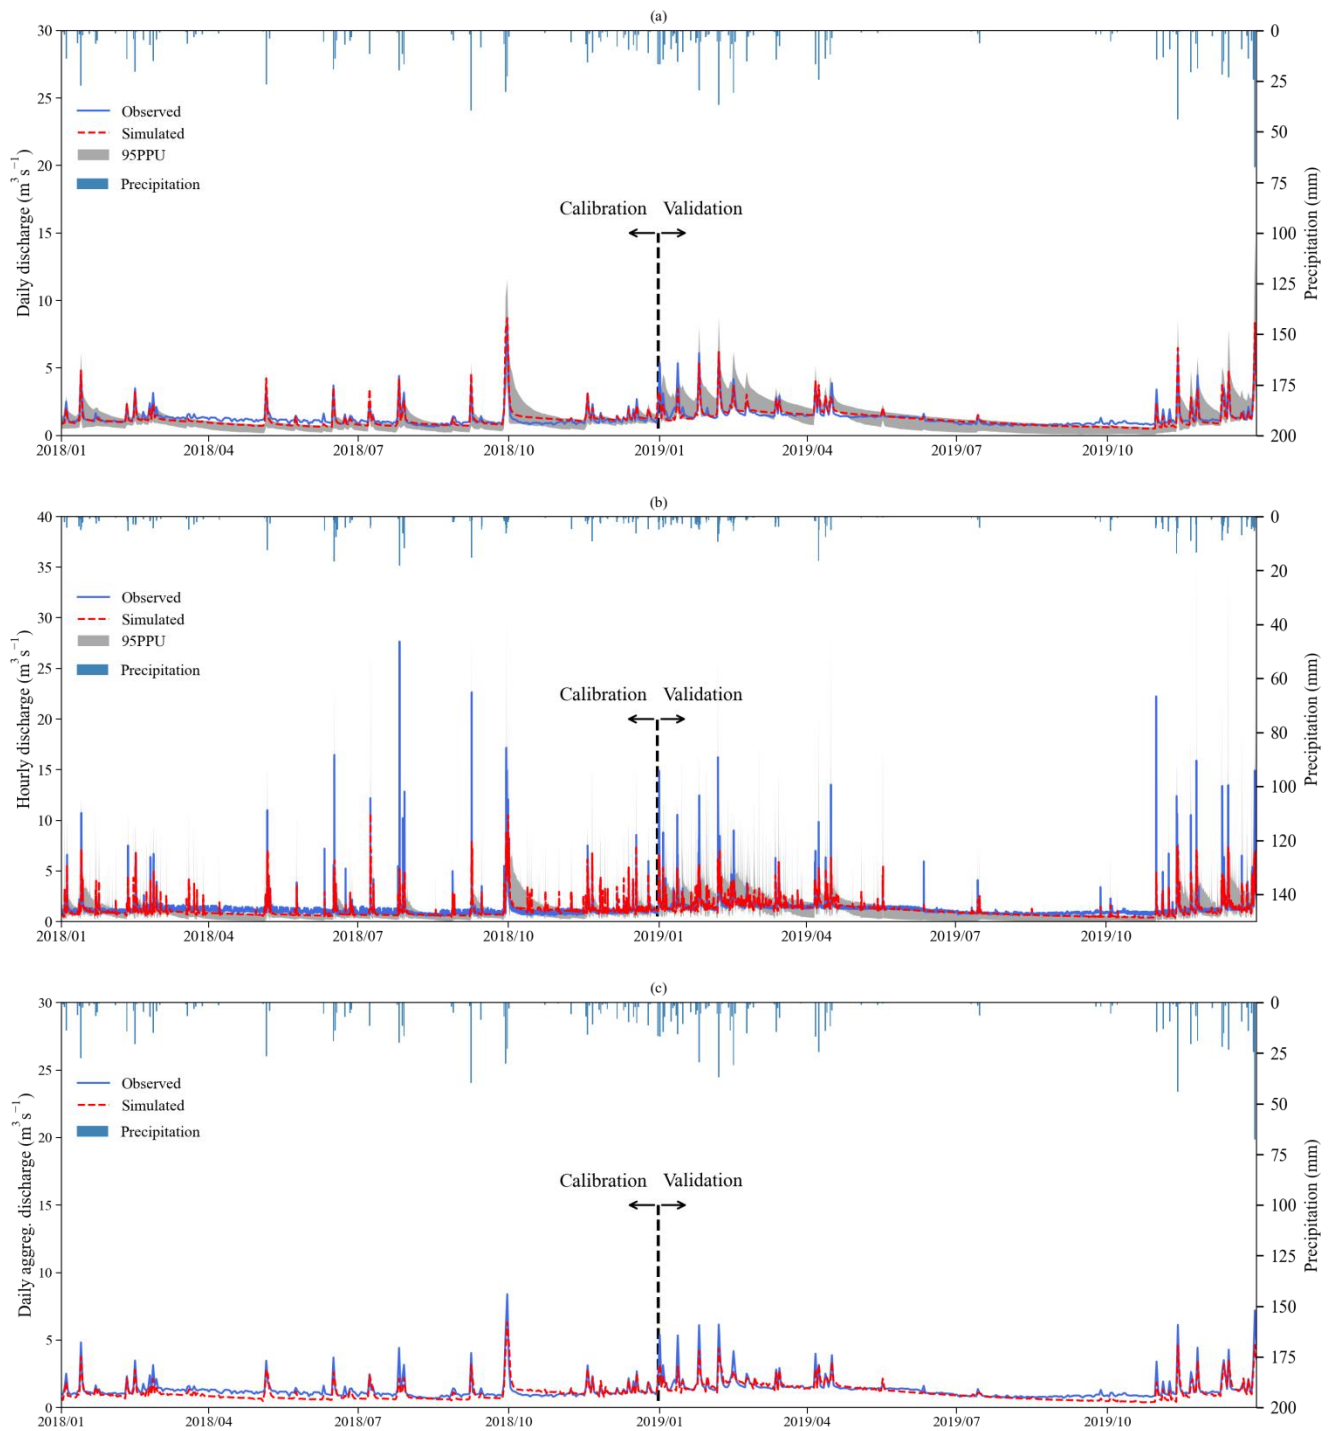 (a)
30
25
20
15
10
5
0
Daily discharge (m³ s⁻¹)
Observed
Simulated
95PPU
Precipitation
Calibration Validation
0
25
50
75
100
125
150
175
200
Precipitation (mm)
2018/01 2018/04 2018/07 2018/10 2019/01 2019/04 2019/07 2019/10
(b)
40
35
30
25
20
15
10
5
0
Hourly discharge (m³ s⁻¹)
Observed
Simulated
95PPU
Precipitation
Calibration Validation
0
20
40
60
80
100
120
140
Precipitation (mm)
2018/01 2018/04 2018/07 2018/10 2019/01 2019/04 2019/07 2019/10
(c)
30
25
20
15
10
5
0
Daily aggreg. discharge (m³ s⁻¹)
Observed
Simulated
Precipitation
Calibration Validation
0
25
50
75
100
125
150
175
200
Precipitation (mm)
2018/01 2018/04 2018/07 2018/10 2019/01 2019/04 2019/07 2019/10